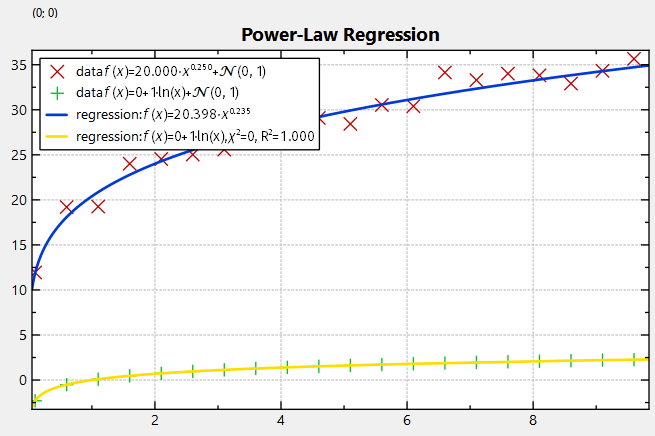 (0; 0)
Power-Law Regression
data f (x)=20.000·x^0.250+𝒩(0, 1)
data f (x)=0+1·ln(x)+𝒩(0, 1)
regression: f (x)=20.398·x^0.235
regression: f (x)=0+1·ln(x),χ²=0, R²=1.000
35
30
25
20
15
10
5
0
2 4 6 8